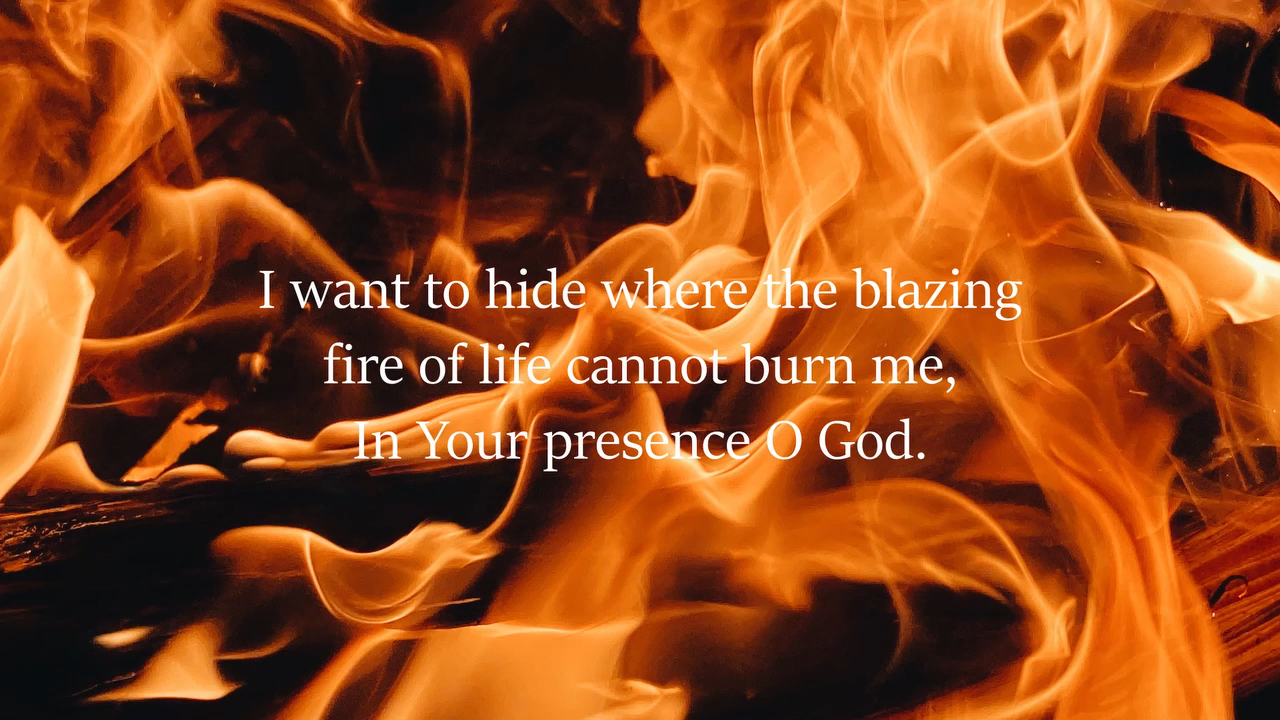 I want to hide where the blazing
fire of life cannot burn me,
In Your presence O God.